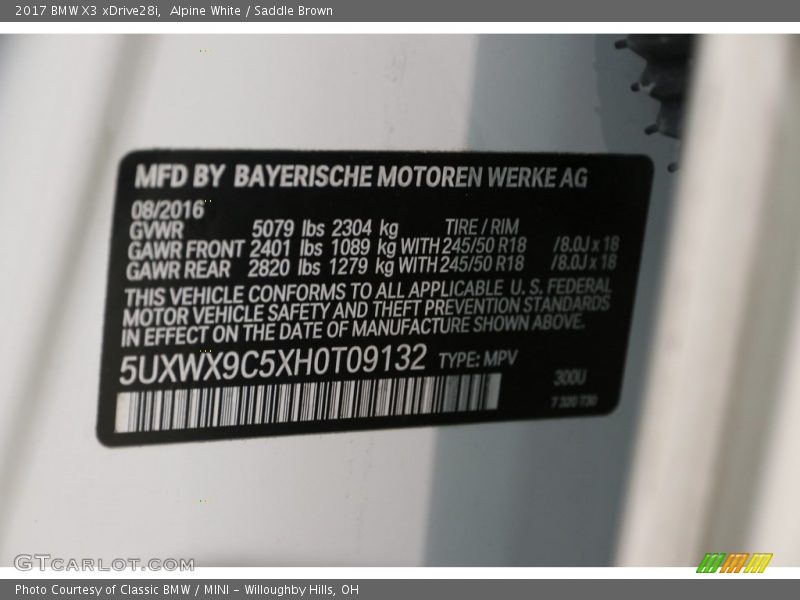 2017 BMW X3 xDrive28i, Alpine White / Saddle Brown
MFD BY BAYERISCHE MOTOREN WERKE AG
08/2016
GVWR 5079 lbs 2304 kg TIRE / RIM
GAWR FRONT 2401 lbs 1089 kg WITH 245/50 R18 /8.0J x 18
GAWR REAR 2820 lbs 1279 kg WITH 245/50 R18 /8.0J x 18
THIS VEHICLE CONFORMS TO ALL APPLICABLE U. S. FEDERAL
MOTOR VEHICLE SAFETY AND THEFT PREVENTION STANDARDS
IN EFFECT ON THE DATE OF MANUFACTURE SHOWN ABOVE.
5UXWX9C5XH0T09132 TYPE: MPV
300U
7 320 730
GTCARLOT.COM
Photo Courtesy of Classic BMW / MINI - Willoughby Hills, OH